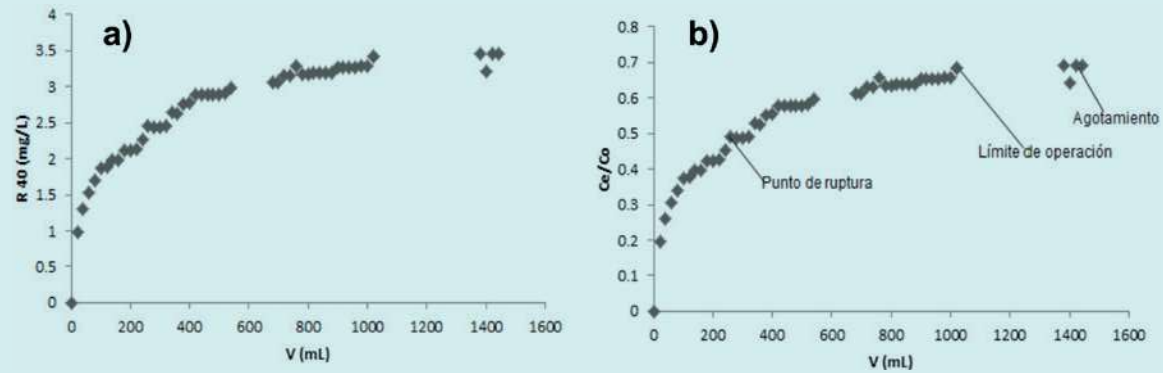 a)
4
3.5
3
2.5
2
1.5
1
0.5
0
R 40 (mg/L)
0 200 400 600 800 1000 1200 1400 1600
V (mL)
b)
0.8
0.7
0.6
0.5
0.4
0.3
0.2
0.1
0
Ce/Co
Agotamiento
Límite de operación
Punto de ruptura
0 200 400 600 800 1000 1200 1400 1600
V (mL)